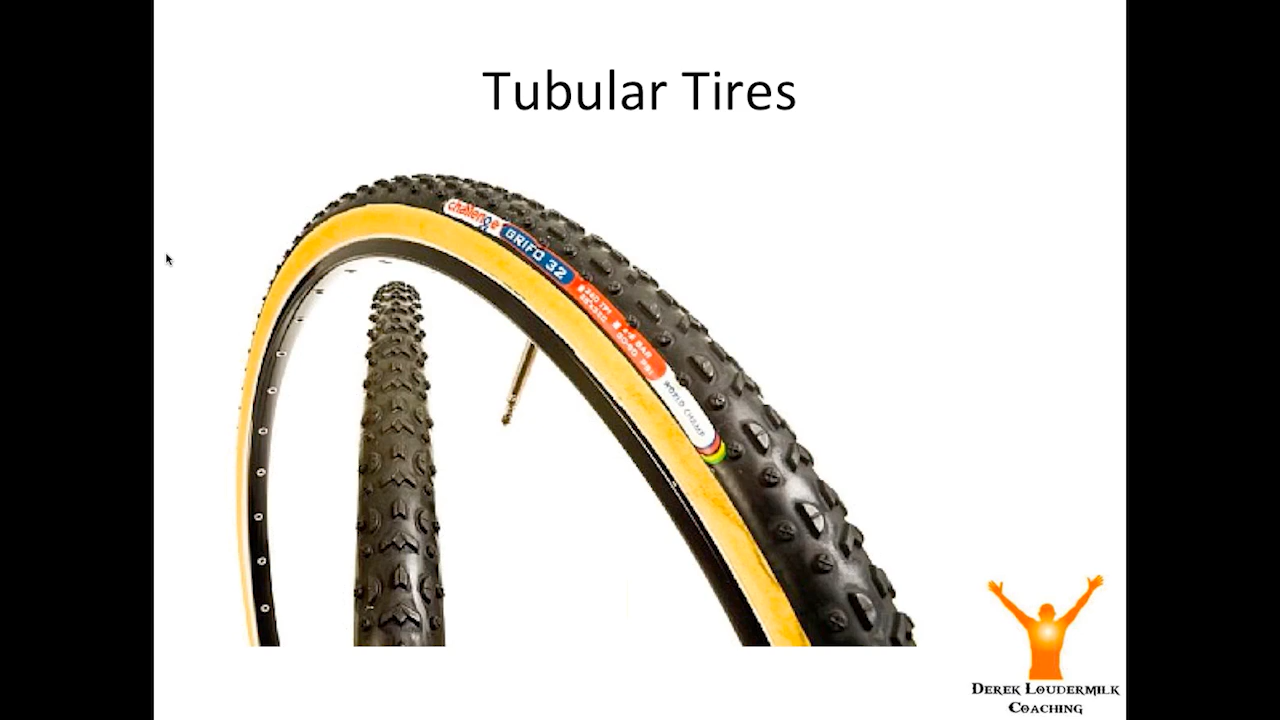 Tubular Tires
challenge
GRIFO 32
WORLD CHAMP
DEREK LOUDERMILK
COACHING